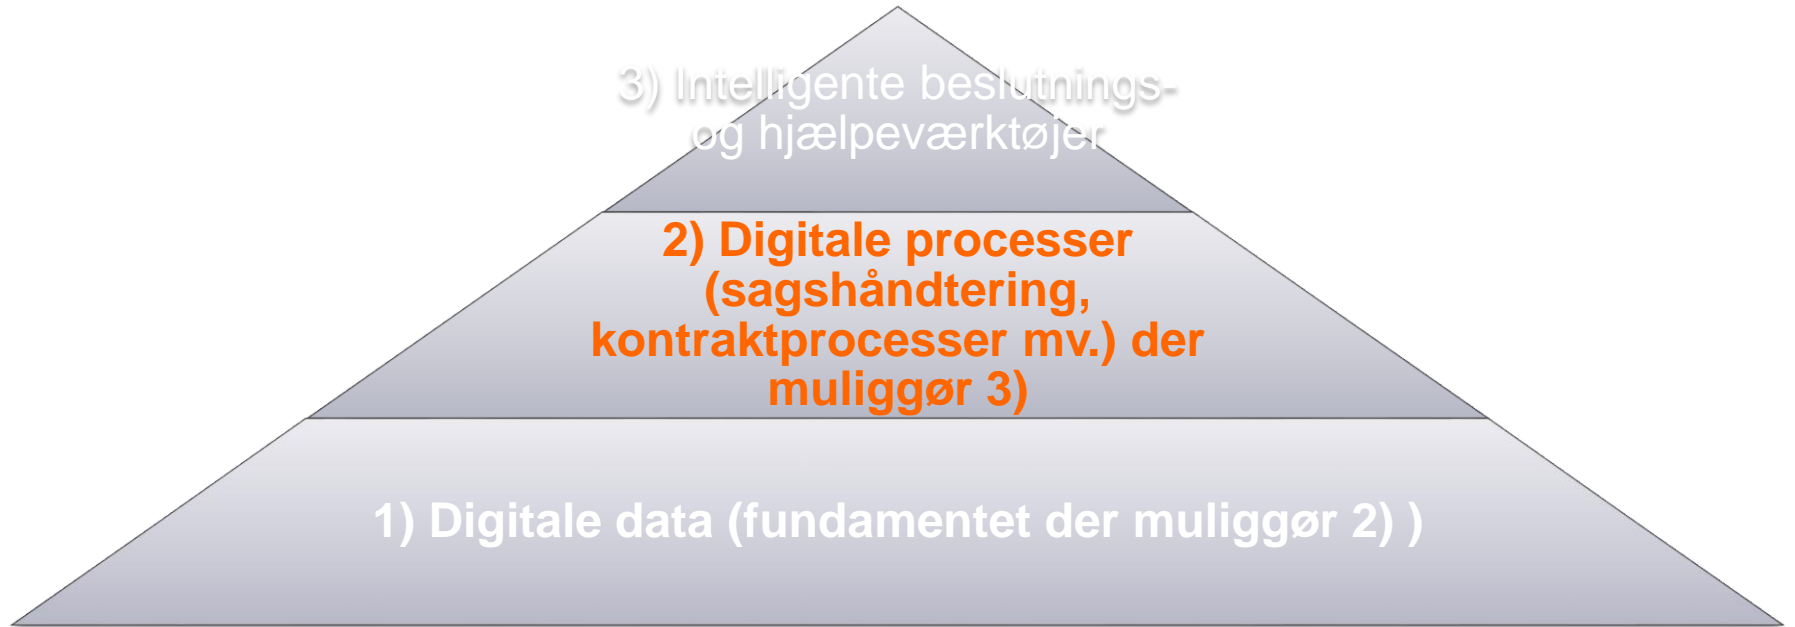 3) Intelligente beslutnings-
og hjælpeværktøjer
2) Digitale processer
(sagshåndtering,
kontraktprocesser mv.) der
muliggør 3)
1) Digitale data (fundamentet der muliggør 2) )